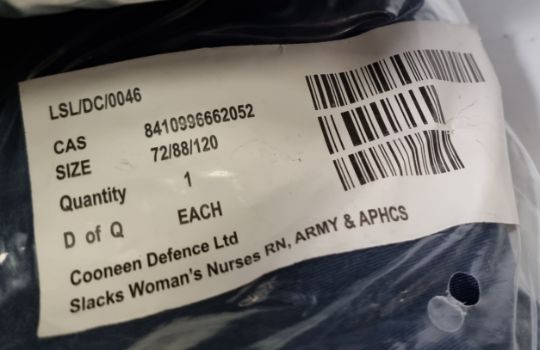 LSL/DC/0046
CAS 8410996662052
SIZE 72/88/120
Quantity 1
D of Q EACH
Cooneen Defence Ltd
Slacks Woman's Nurses RN, ARMY & APHCS